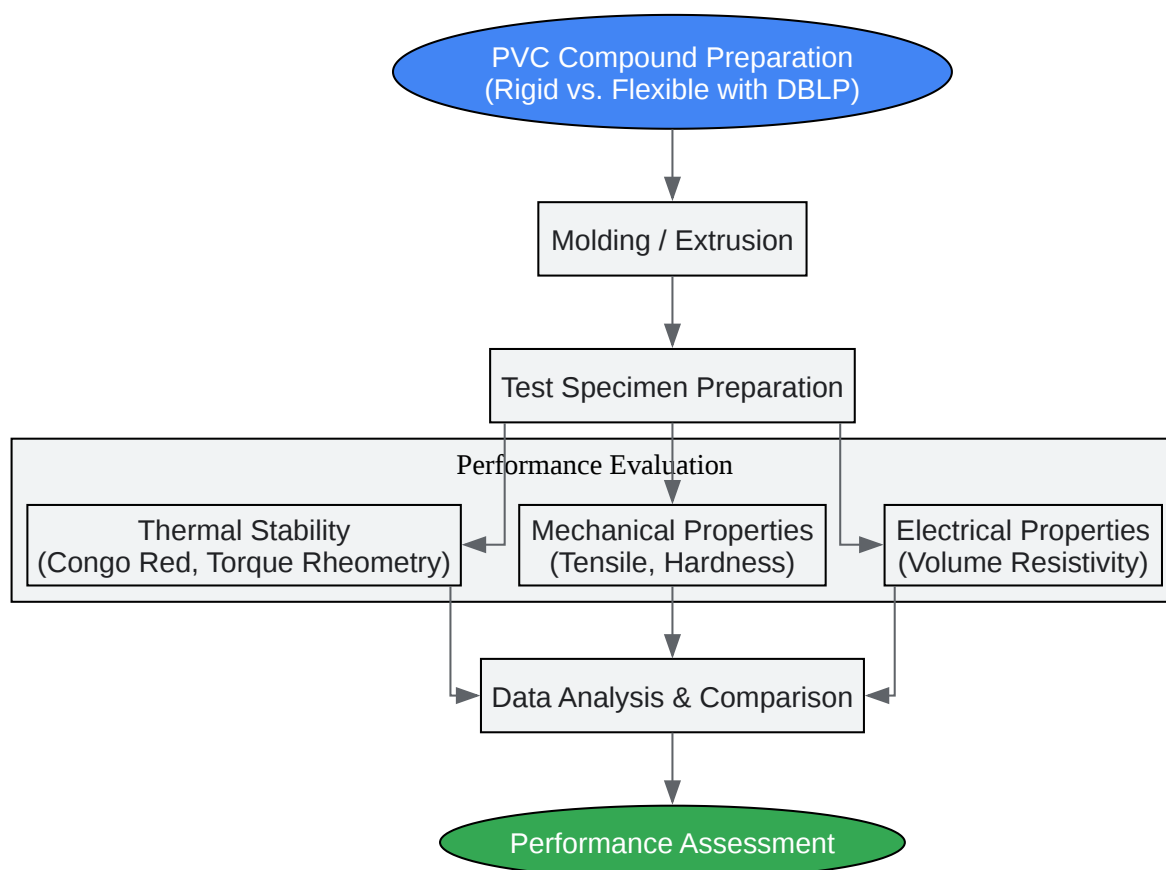 PVC Compound Preparation
(Rigid vs. Flexible with DBLP)
Molding / Extrusion
Test Specimen Preparation
Performance Evaluation
Thermal Stability
(Congo Red, Torque Rheometry)
Mechanical Properties
(Tensile, Hardness)
Electrical Properties
(Volume Resistivity)
Data Analysis & Comparison
Performance Assessment